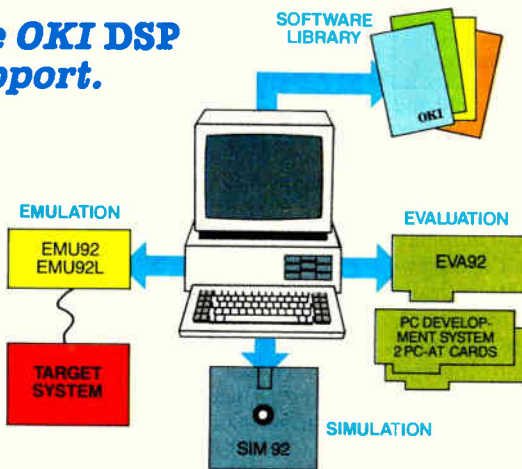 OKI DSP
SOFTWARE
LIBRARY
OKI
EMULATION
EVALUATION
EMU92
EMU92L
EVA92
PC DEVELOP-
MENT SYSTEM
2 PC-AT CARDS
TARGET
SYSTEM
SIM 92
SIMULATION